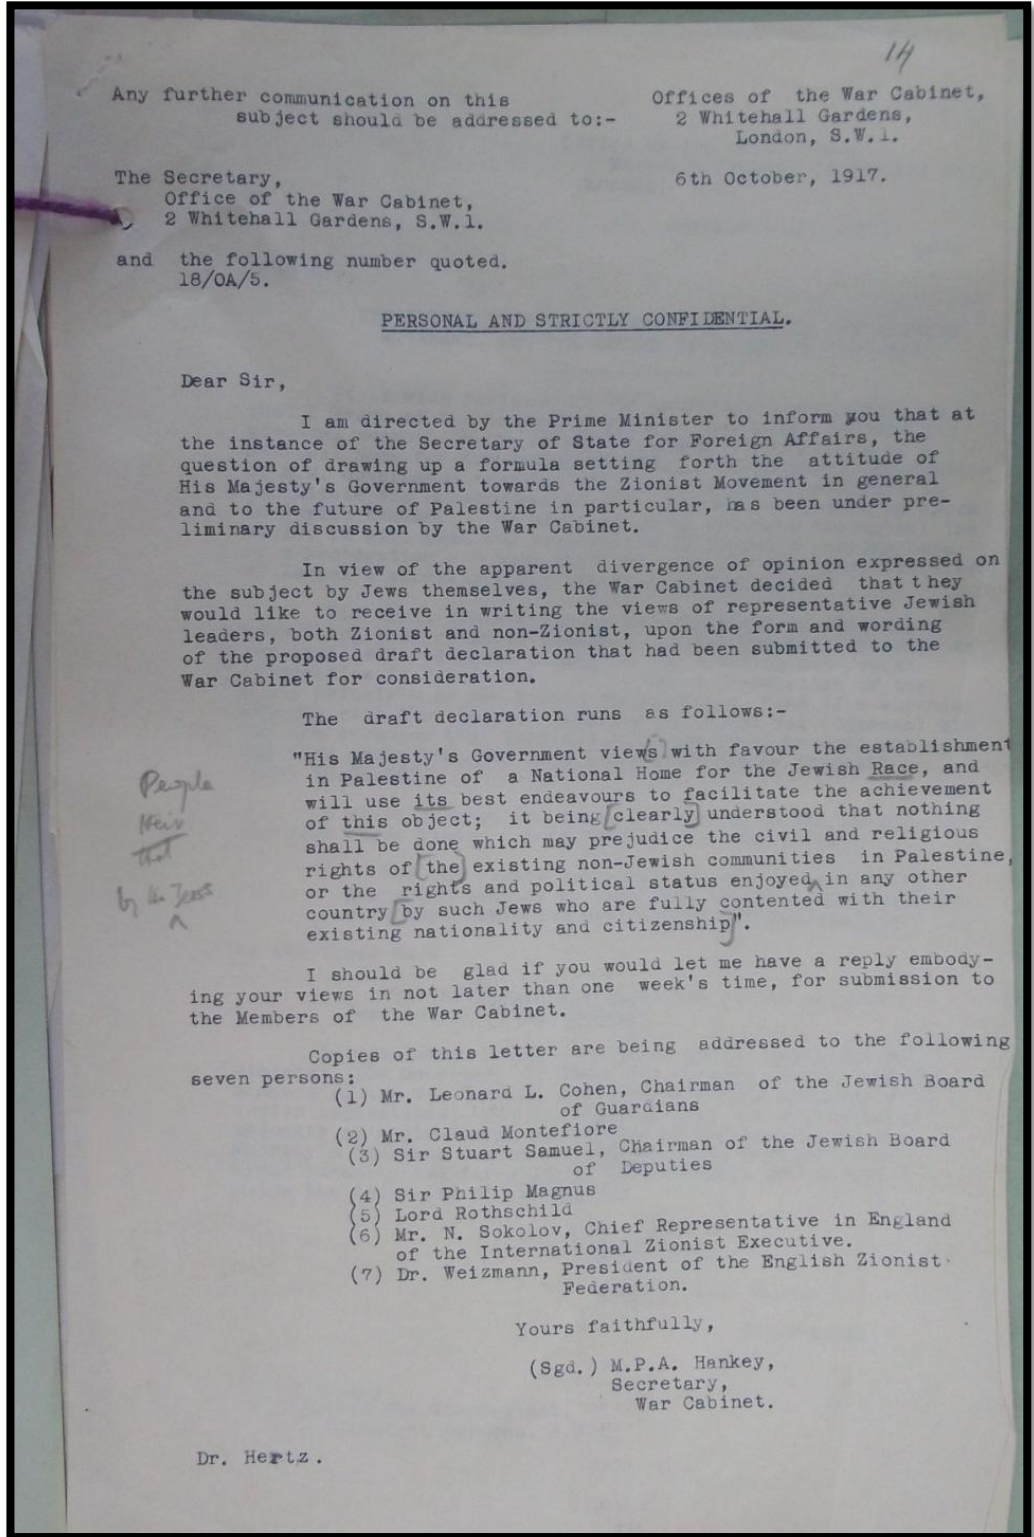 14
Any further communication on this
subject should be addressed to:-
Offices of the War Cabinet,
2 Whitehall Gardens,
London, S.W.1.
The Secretary,
Office of the War Cabinet,
2 Whitehall Gardens, S.W.1.
6th October, 1917.
and the following number quoted.
18/OA/5.
PERSONAL AND STRICTLY CONFIDENTIAL.
Dear Sir,
I am directed by the Prime Minister to inform you that at
the instance of the Secretary of State for Foreign Affairs, the
question of drawing up a formula setting forth the attitude of
His Majesty's Government towards the Zionist Movement in general
and to the future of Palestine in particular, has been under pre-
liminary discussion by the War Cabinet.
In view of the apparent divergence of opinion expressed on
the subject by Jews themselves, the War Cabinet decided that they
would like to receive in writing the views of representative Jewish
leaders, both Zionist and non-Zionist, upon the form and wording
of the proposed draft declaration that had been submitted to the
War Cabinet for consideration.
The draft declaration runs as follows:-
"His Majesty's Government view[s] with favour the establishment
in Palestine of a National Home for the Jewish Race, and
will use its best endeavours to facilitate the achievement
of this object; it being [clearly] understood that nothing
shall be done which may prejudice the civil and religious
rights of [the] existing non-Jewish communities in Palestine,
or the rights and political status enjoyed in any other
country [by such Jews who are fully contented with their
existing nationality and citizenship]".
People
their
that
by the Jews
I should be glad if you would let me have a reply embody-
ing your views in not later than one week's time, for submission to
the Members of the War Cabinet.
Copies of this letter are being addressed to the following
seven persons:
(1) Mr. Leonard L. Cohen, Chairman of the Jewish Board
of Guardians
(2) Mr. Claud Montefiore
(3) Sir Stuart Samuel, Chairman of the Jewish Board
of Deputies
(4) Sir Philip Magnus
(5) Lord Rothschild
(6) Mr. N. Sokolov, Chief Representative in England
of the International Zionist Executive.
(7) Dr. Weizmann, President of the English Zionist
Federation.
Yours faithfully,
(Sgd.) M.P.A. Hankey,
Secretary,
War Cabinet.
Dr. Hertz.